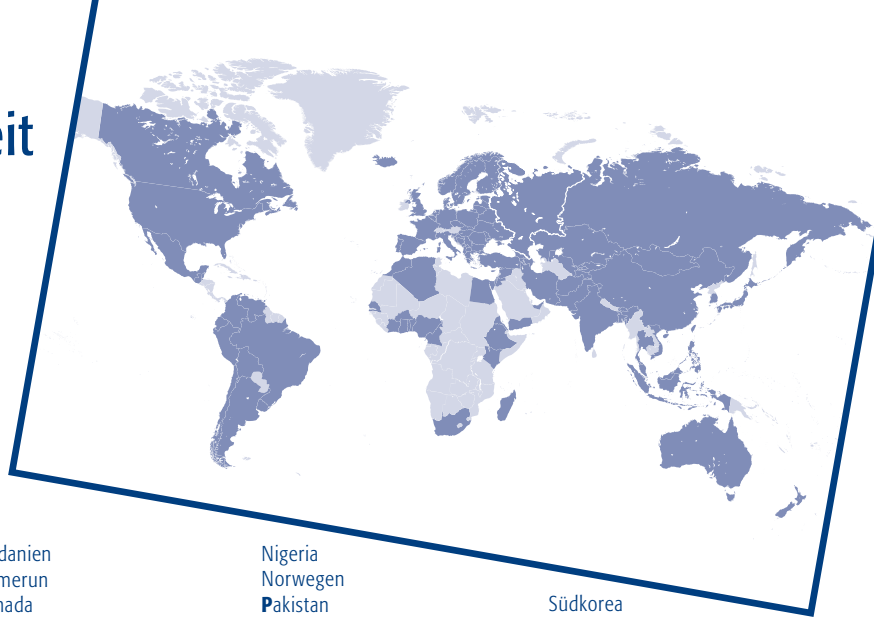 eit
danien
merun
nada
Nigeria
Norwegen
Pakistan
Südkorea